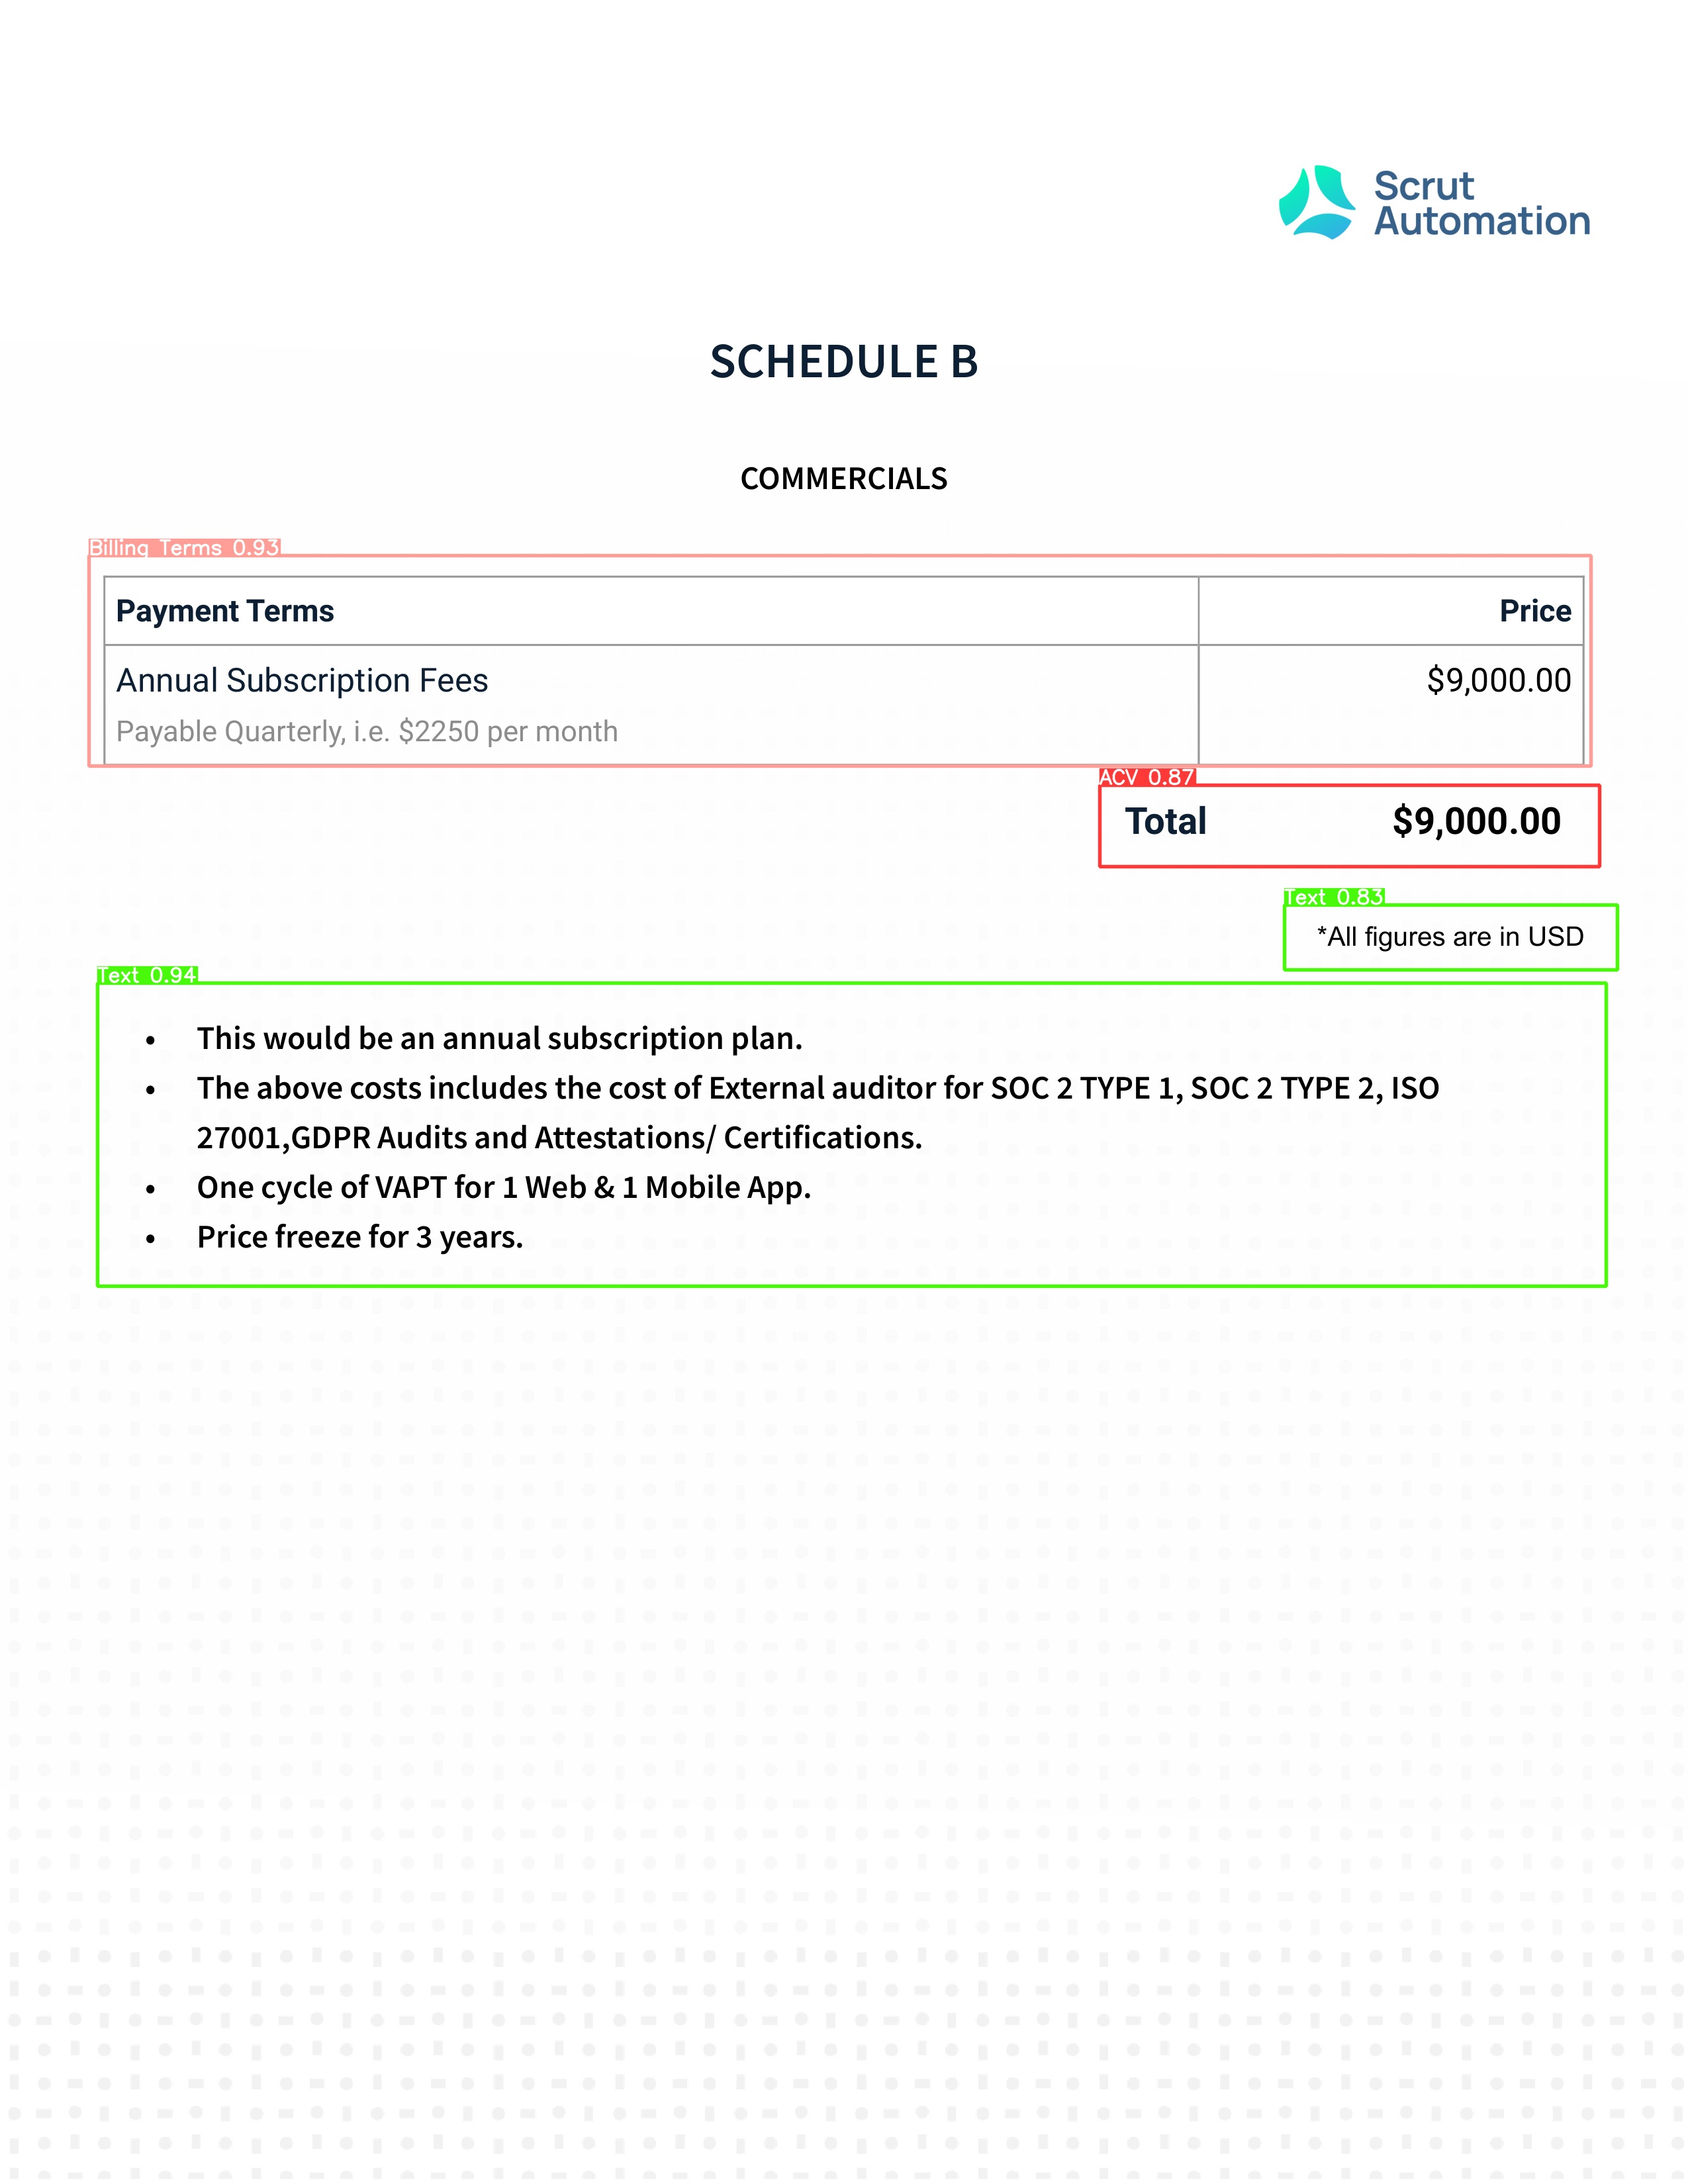 Scrut
Automation
SCHEDULE B
COMMERCIALS
Billing Terms 0.93
Payment Terms Price
Annual Subscription Fees $9,000.00
Payable Quarterly, i.e. $2250 per month
ACV 0.87
Total $9,000.00
Text 0.83
*All figures are in USD
Text 0.94
• This would be an annual subscription plan.
• The above costs includes the cost of External auditor for SOC 2 TYPE 1, SOC 2 TYPE 2, ISO
27001,GDPR Audits and Attestations/ Certifications.
• One cycle of VAPT for 1 Web & 1 Mobile App.
• Price freeze for 3 years.